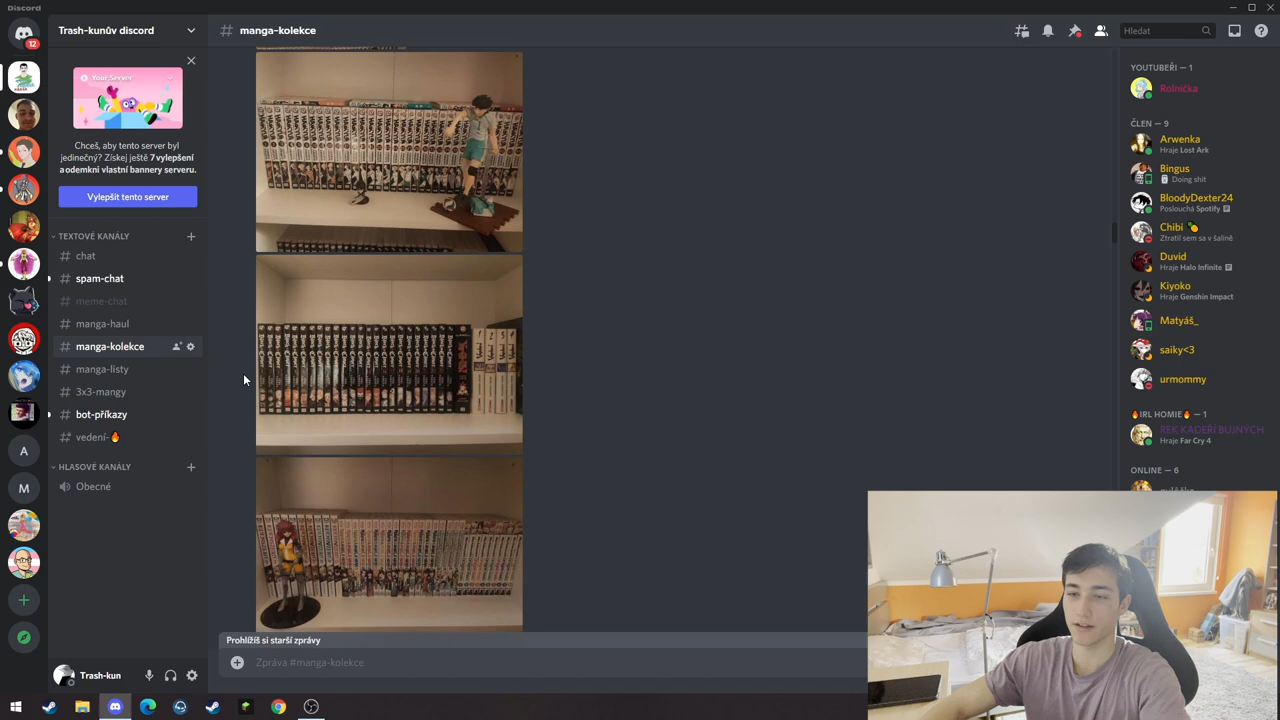 Discord
Trash-kunův discord
# manga-kolekce
Hledat
12
Your Server
Chceš, aby tento server byl
jedinečný? Získej ještě 7 vylepšení
a odemkni vlastní bannery serveru.
Vylepšit tento server
TEXTOVÉ KANÁLY
# chat
# spam-chat
# meme-chat
# manga-haul
# manga-kolekce
# manga-listy
# 3x3-mangy
# bot-příkazy
# vedení-🔥
HLASOVÉ KANÁLY
Obecné
A
M
Trash-kun
Prohlížíš si starší zprávy
Zpráva #manga-kolekce
YOUTUBEŘI — 1
Rolnička
ČLEN — 9
Arwenka
Hraje Lost Ark
Bingus
Doing shit
BloodyDexter24
Poslouchá Spotify
Chibi 🍍
Ztratil sem sa v šalině
Duvid
Hraje Halo Infinite
Kiyoko
Hraje Genshin Impact
Matyáš_
saiky<3
urmommy
🔥IRL HOMIE🔥 — 1
REK KADEŘÍ BUJNÝCH
Hraje Far Cry 4
ONLINE — 6